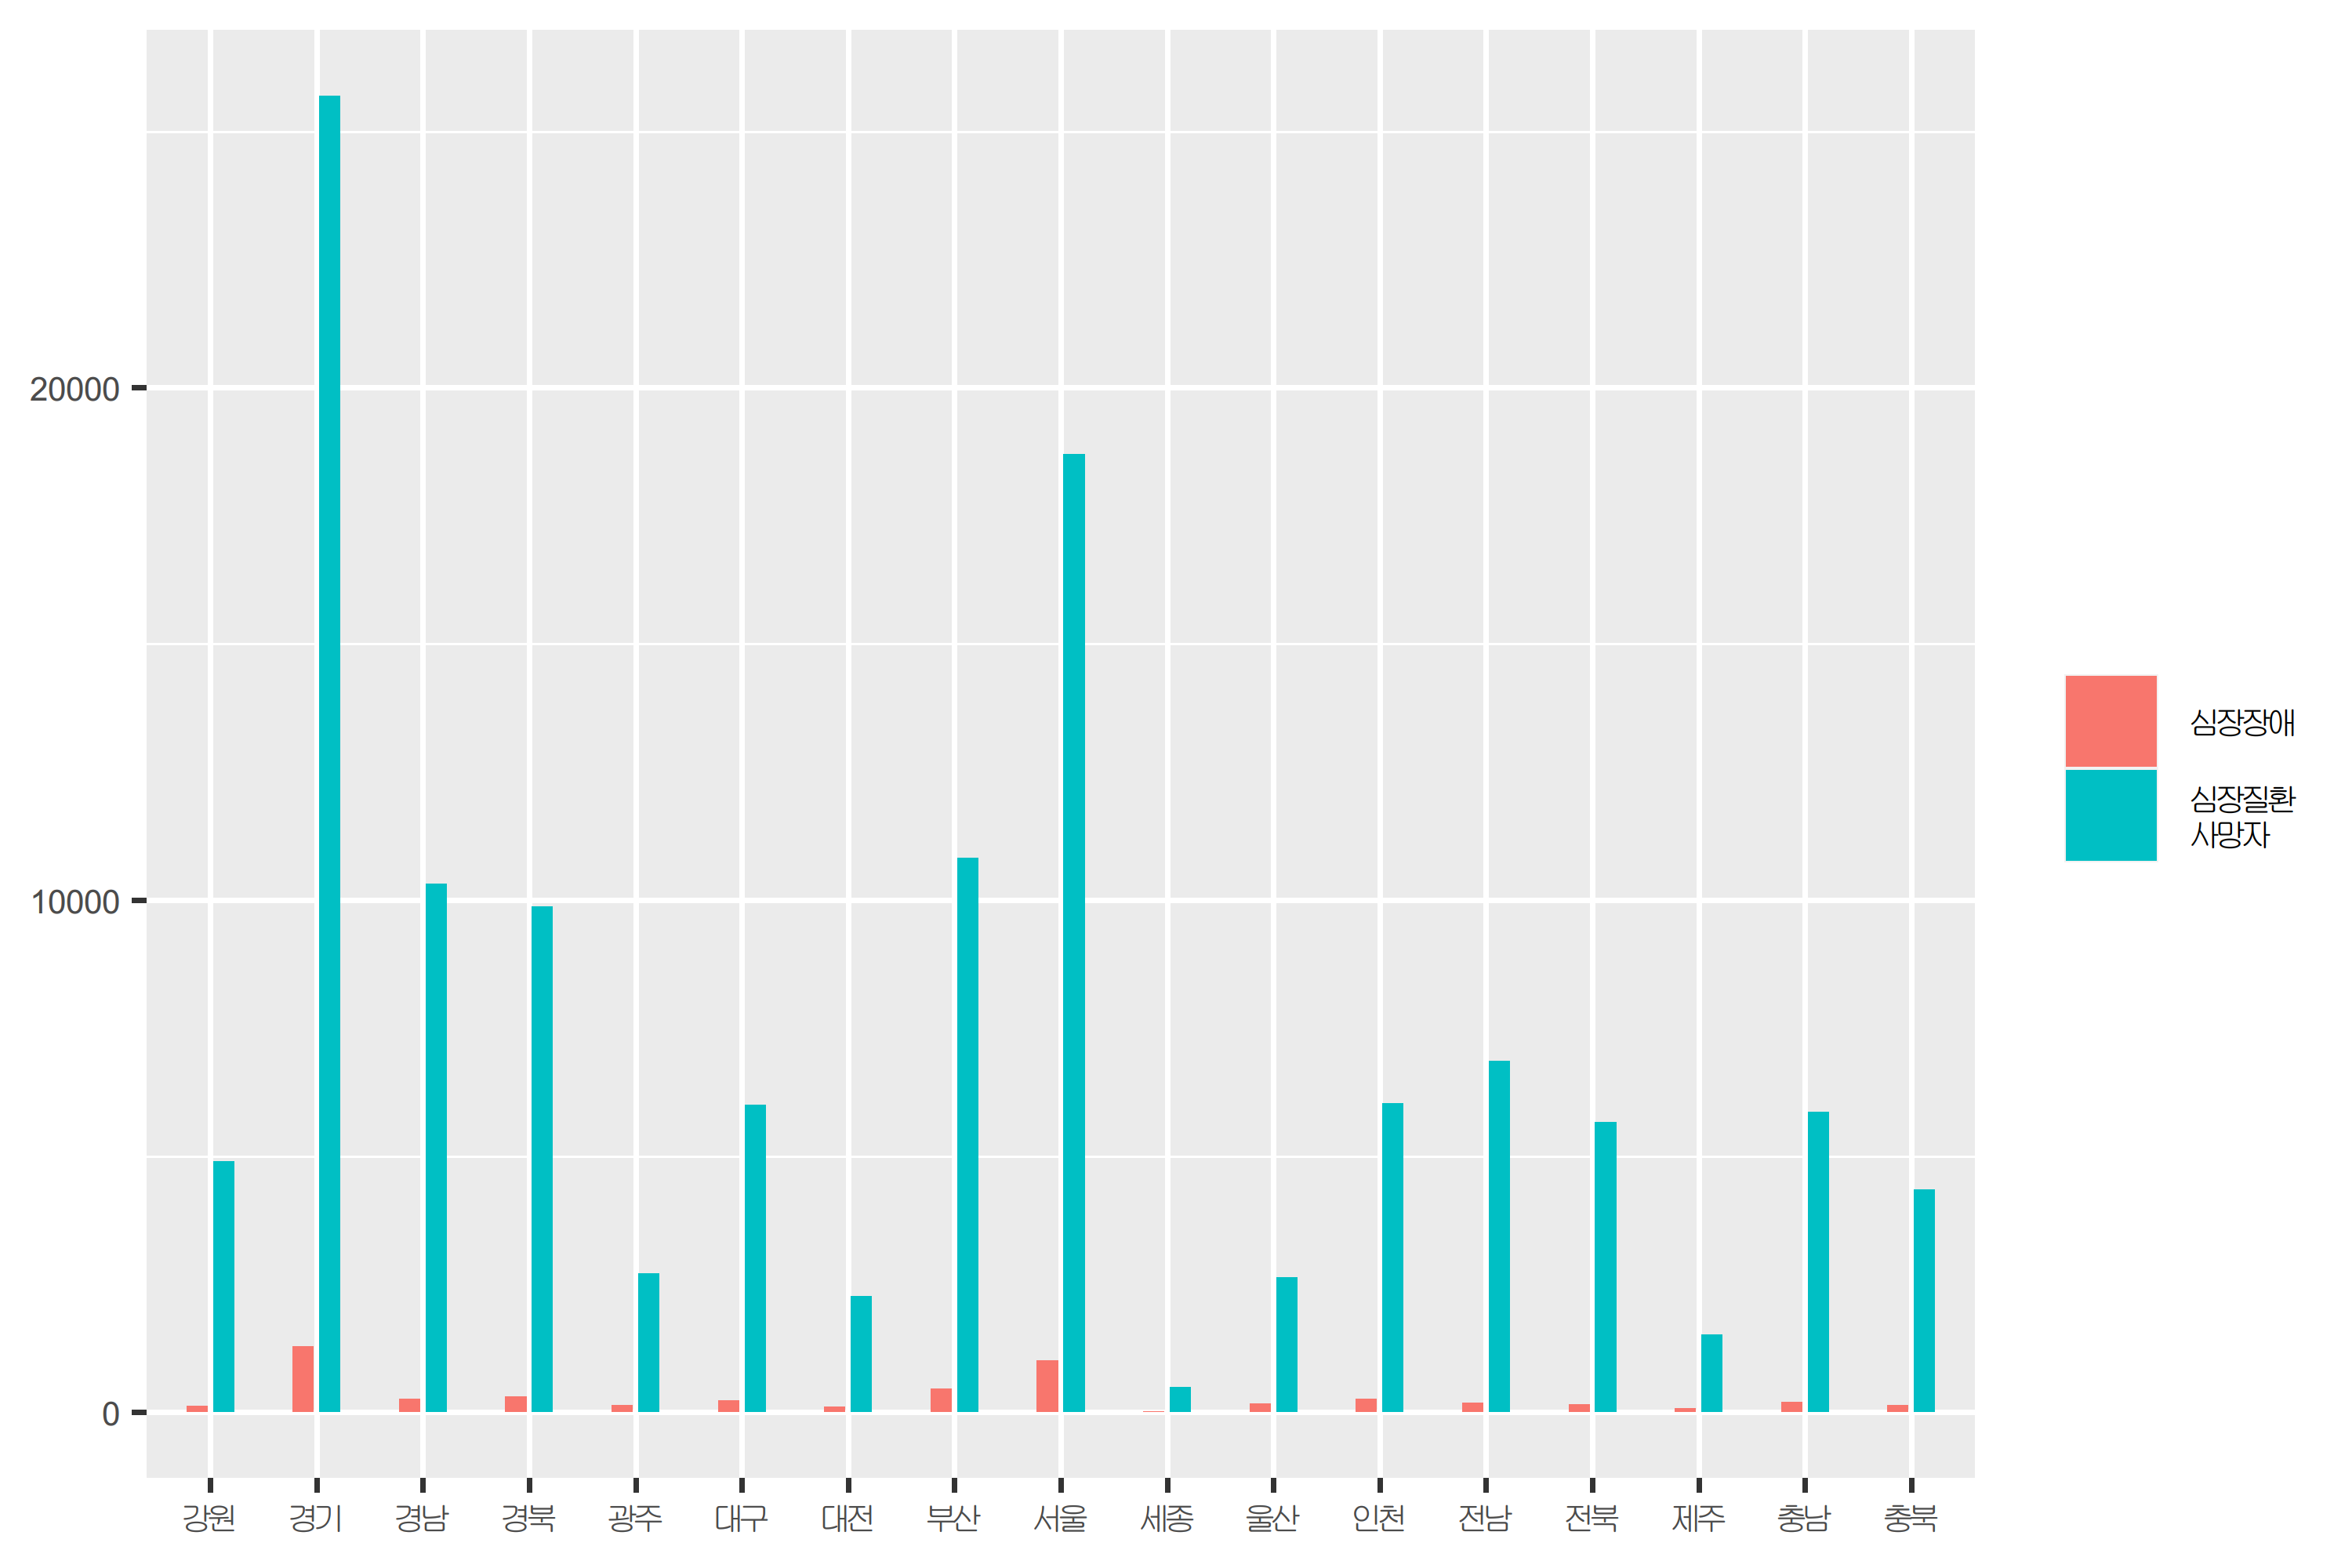 20000
10000
0
강원 경기 경남 경북 광주 대구 대전 부산 서울 세종 울산 인천 전남 전북 제주 충남 충북
심장장애
심장질환
사망자